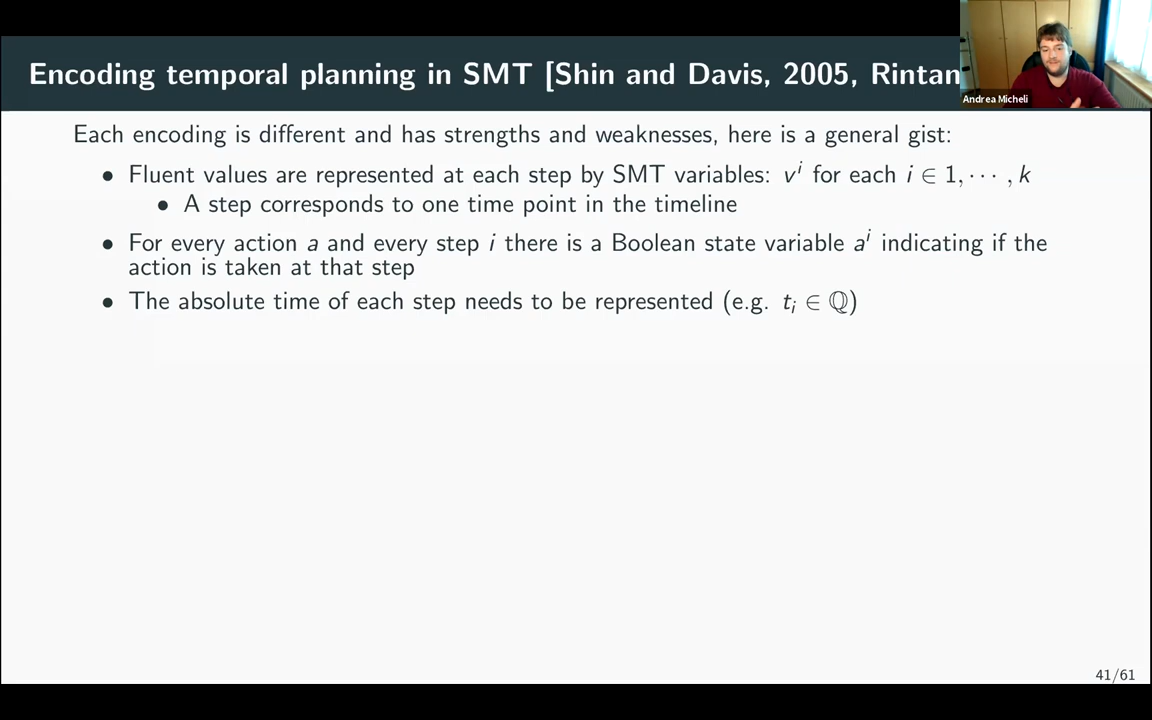 Encoding temporal planning in SMT [Shin and Davis, 2005, Rintan
Andrea Micheli
Each encoding is different and has strengths and weaknesses, here is a general gist:
• Fluent values are represented at each step by SMT variables: vⁱ for each i ∈ 1, ⋯ , k
• A step corresponds to one time point in the timeline
• For every action a and every step i there is a Boolean state variable aⁱ indicating if the
action is taken at that step
• The absolute time of each step needs to be represented (e.g. tᵢ ∈ ℚ)
41/61